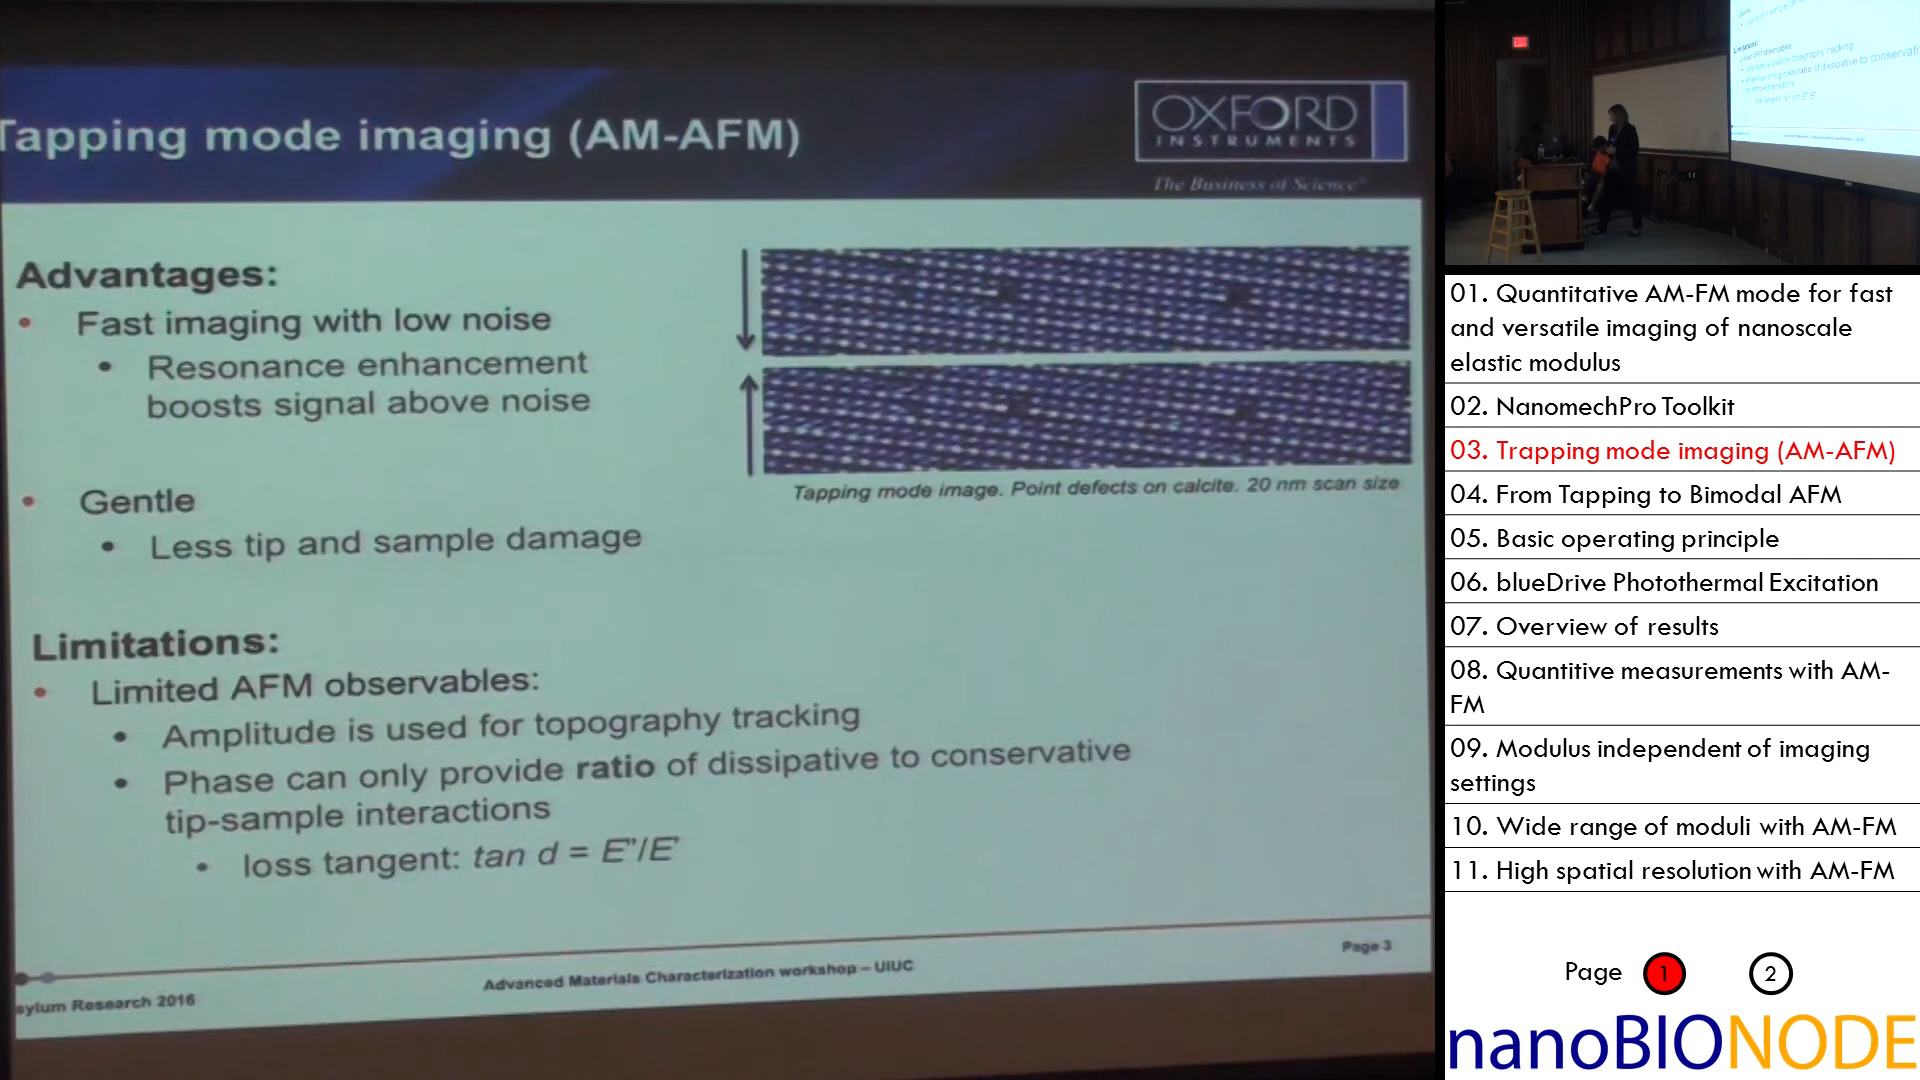 Tapping mode imaging (AM-AFM)
OXFORD
INSTRUMENTS
The Business of Science®
Advantages:
• Fast imaging with low noise
• Resonance enhancement
boosts signal above noise
• Gentle
• Less tip and sample damage
Tapping mode image. Point defects on calcite. 20 nm scan size
Limitations:
• Limited AFM observables:
• Amplitude is used for topography tracking
• Phase can only provide ratio of dissipative to conservative
tip-sample interactions
• loss tangent: tan d = E”/E’
sylum Research 2016
Advanced Materials Characterization workshop – UIUC
Page 3
EXIT
01. Quantitative AM-FM mode for fast
and versatile imaging of nanoscale
elastic modulus
02. NanomechPro Toolkit
03. Trapping mode imaging (AM-AFM)
04. From Tapping to Bimodal AFM
05. Basic operating principle
06. blueDrive Photothermal Excitation
07. Overview of results
08. Quantitive measurements with AM-
FM
09. Modulus independent of imaging
settings
10. Wide range of moduli with AM-FM
11. High spatial resolution with AM-FM
Page 1 2
nanoBIONODE